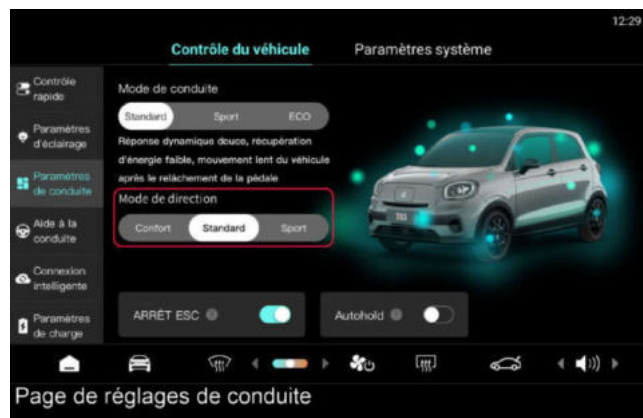 12:29
Contrôle du véhicule
Paramètres système
Contrôle
rapide
Paramètres
d'éclairage
Paramètres
de conduite
Aide à la
conduite
Connexion
intelligente
Paramètres
de charge
Mode de conduite
Standard Sport ECO
Réponse dynamique douce, récupération
d'énergie faible, mouvement lent du véhicule
après le relâchement de la pédale
Mode de direction
Confort Standard Sport
ARRÊT ESC
Autohold
T03
Page de réglages de conduite